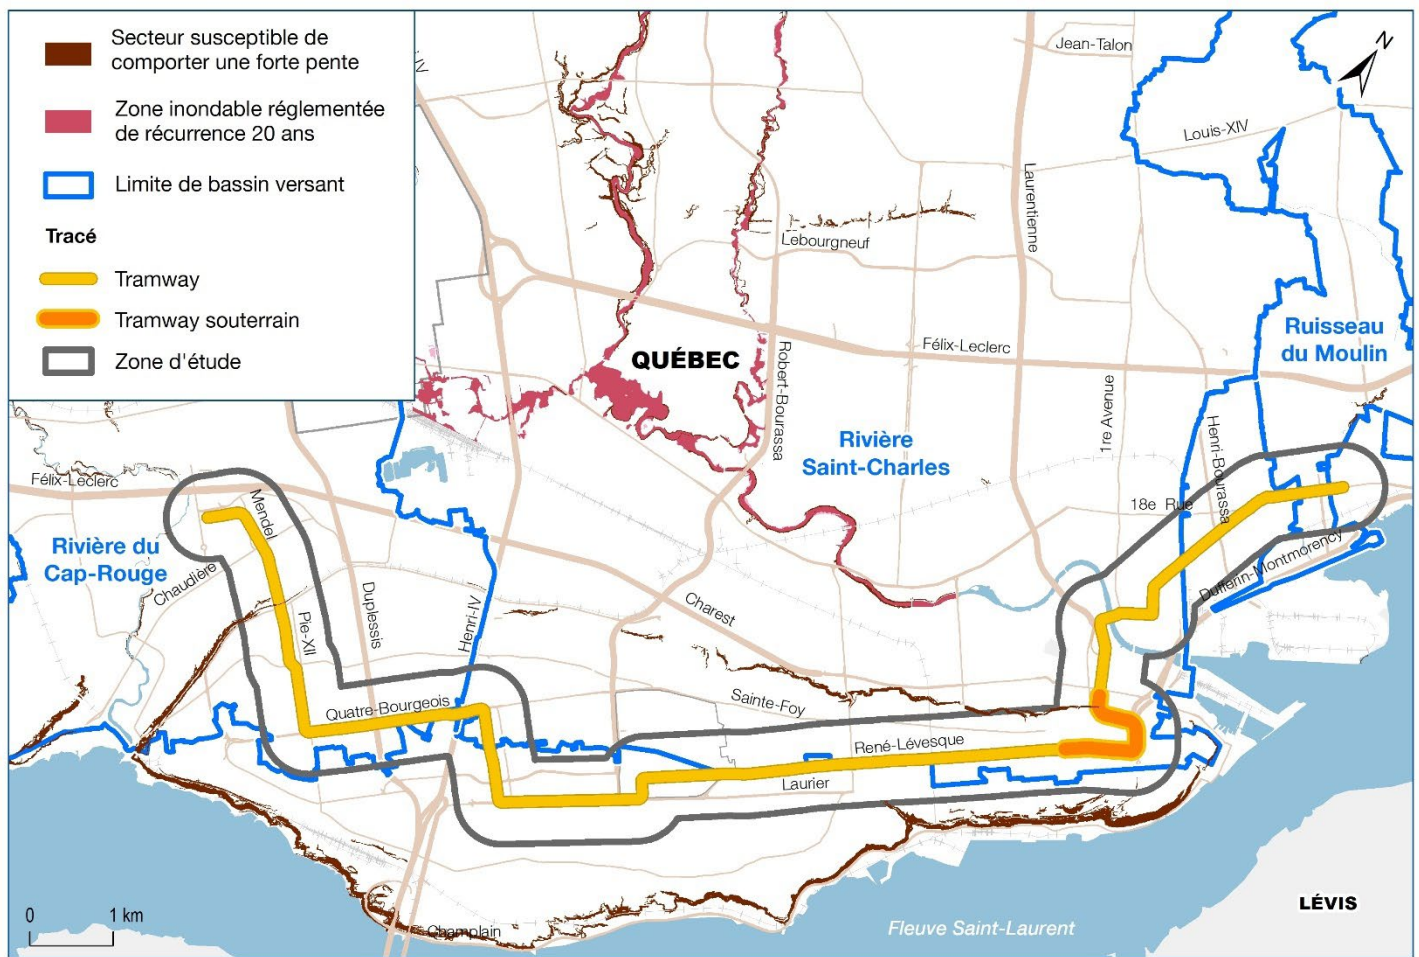 Secteur susceptible de
comporter une forte pente
Zone inondable réglementée
de récurrence 20 ans
Limite de bassin versant
Tracé
Tramway
Tramway souterrain
Zone d'étude
N
Jean-Talon
Louis-XIV
Laurentienne
Lebourgneuf
Ruisseau
du Moulin
QUÉBEC
Félix-Leclerc
Robert-Bourassa
1re Avenue
Henri-Bourassa
Rivière
Saint-Charles
Félix-Leclerc
Mendel
18e Rue
Rivière du
Cap-Rouge
Chaudière
Dufferin-Montmorency
Duplessis
Pie-XII
Henri-IV
Charest
Sainte-Foy
Quatre-Bourgeois
René-Lévesque
Laurier
LÉVIS
0
1 km
Champlain
Fleuve Saint-Laurent